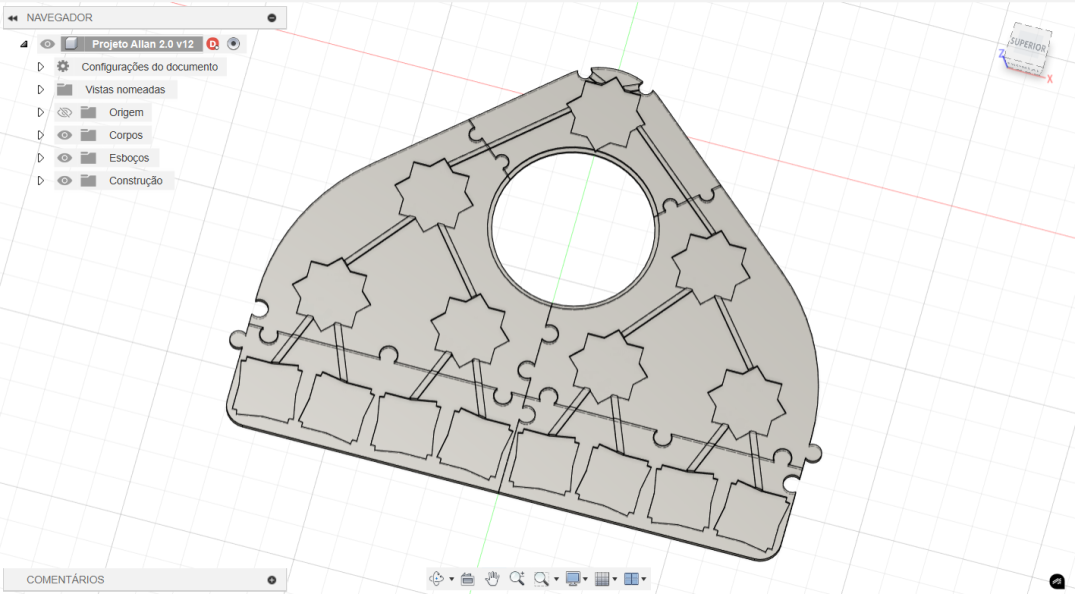 NAVEGADOR
Projeto Allan 2.0 v12
D
Configurações do documento
Vistas nomeadas
Origem
Corpos
Esboços
Construção
SUPERIOR
Z
X
COMENTÁRIOS